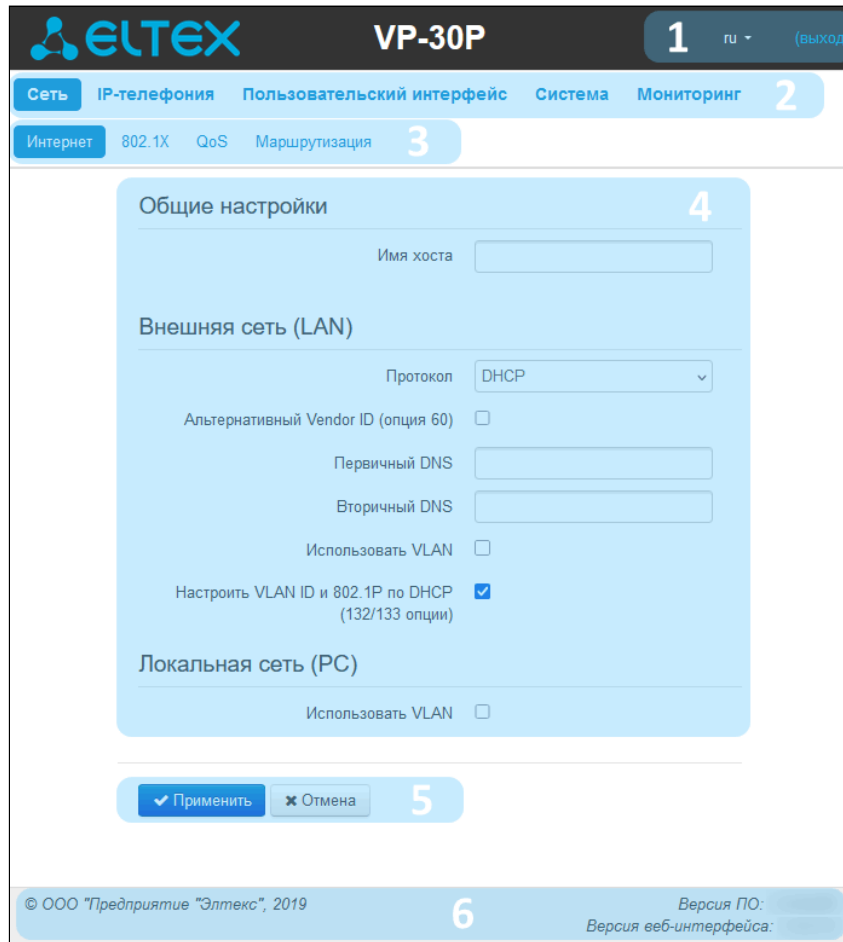 ELTEX
VP-30P
1
ru
(выход
Сеть IP-телефония Пользовательский интерфейс Система Мониторинг 2
Интернет 802.1X QoS Маршрутизация 3
Общие настройки 4
Имя хоста
Внешняя сеть (LAN)
Протокол DHCP
Альтернативный Vendor ID (опция 60)
Первичный DNS
Вторичный DNS
Использовать VLAN
Настроить VLAN ID и 802.1P по DHCP
(132/133 опции)
Локальная сеть (PC)
Использовать VLAN
Применить Отмена 5
© ООО "Предприятие "Элтекс", 2019 6
Версия ПО:
Версия веб-интерфейса: